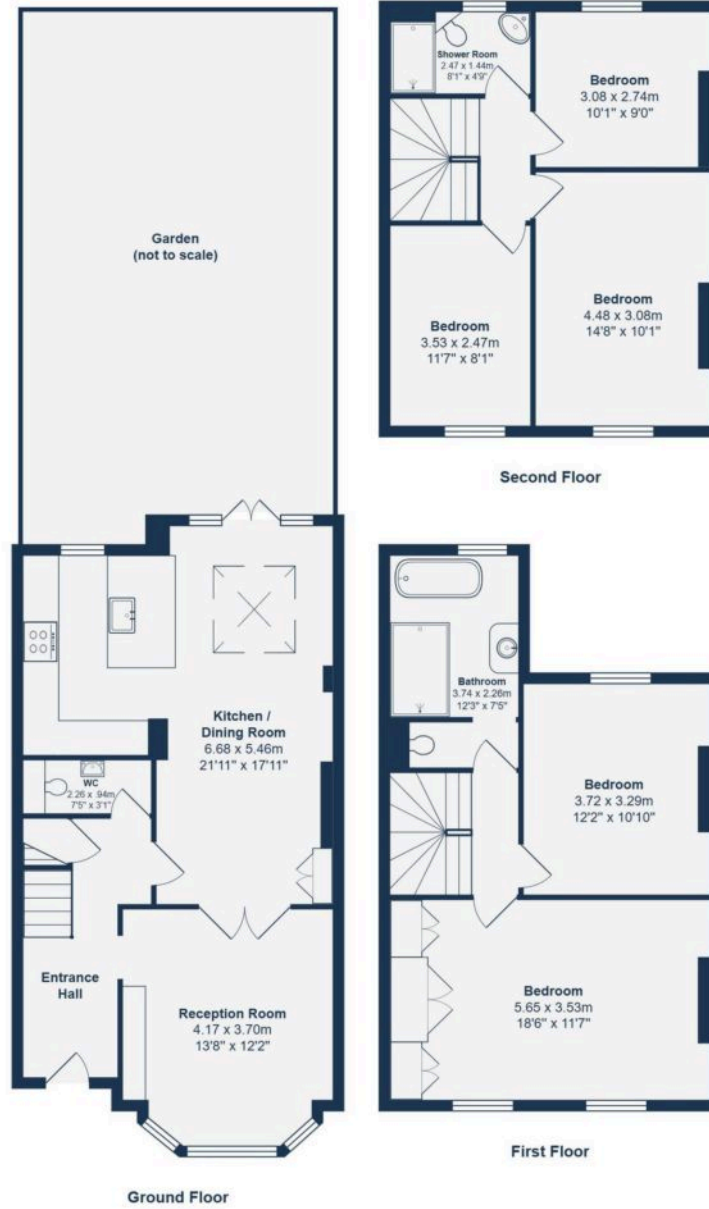 Garden
(not to scale)
Kitchen /
Dining Room
6.68 x 5.46m
21'11" x 17'11"
WC
2.26 x .94m
7'5" x 3'1"
Entrance
Hall
Reception Room
4.17 x 3.70m
13'8" x 12'2"
Ground Floor
Shower Room
2.47 x 1.44m
8'1" x 4'9"
Bedroom
3.08 x 2.74m
10'1" x 9'0"
Bedroom
4.48 x 3.08m
14'8" x 10'1"
Bedroom
3.53 x 2.47m
11'7" x 8'1"
Second Floor
Bathroom
3.74 x 2.26m
12'3" x 7'5"
Bedroom
3.72 x 3.29m
12'2" x 10'10"
Bedroom
5.65 x 3.53m
18'6" x 11'7"
First Floor